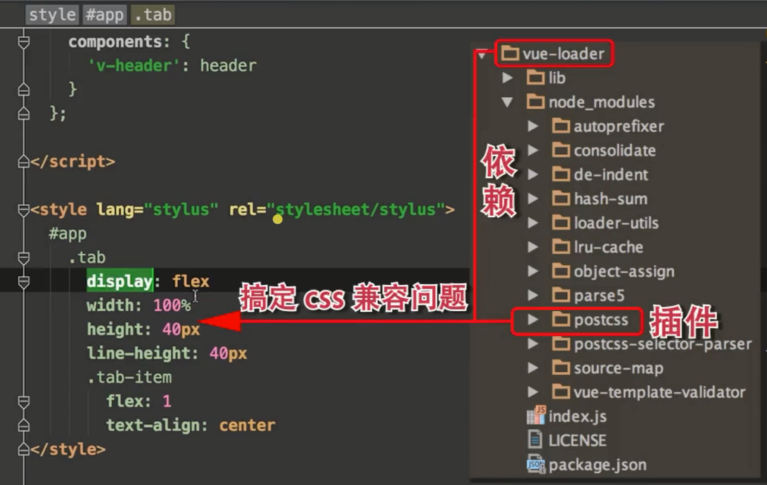 style #app .tab
components: {
'v-header': header
}
};
</script>
<style lang="stylus" rel="stylesheet/stylus">
#app
.tab
display: flex
width: 100%
height: 40px
line-height: 40px
.tab-item
flex: 1
text-align: center
</style>
搞定 css 兼容问题
依
赖
vue-loader
lib
node_modules
autoprefixer
consolidate
de-indent
hash-sum
loader-utils
lru-cache
object-assign
parse5
postcss
插件
postcss-selector-parser
source-map
vue-template-validator
index.js
LICENSE
package.json